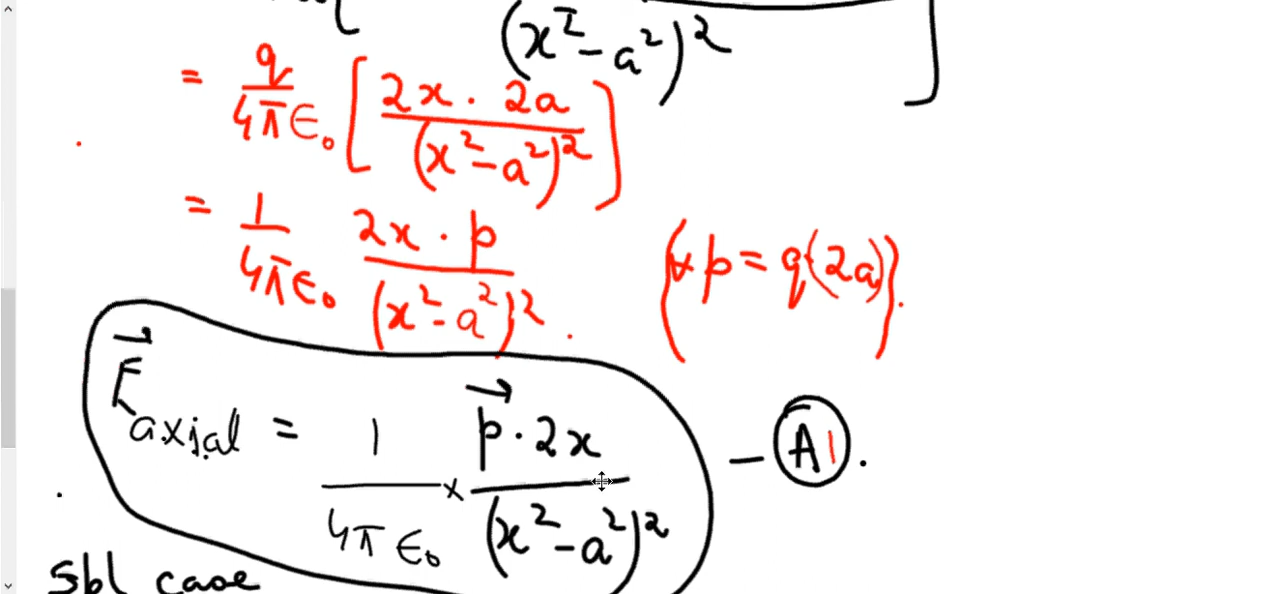 (x² - a²)² ]
= q/4πϵ₀ [ 2x · 2a / (x² - a²)² ]
= 1/4πϵ₀ 2x · p / (x² - a²)² . (∵ p = q(2a)).
E⃗axial = 1/4πϵ₀ × p⃗ · 2x / (x² - a²)² — A1 .
Sbl case